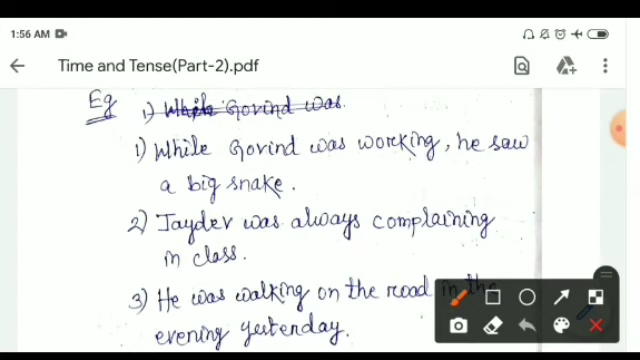 1:56 AM
Time and Tense(Part-2).pdf
Eg
1) While Govind was.
1) While Govind was working, he saw
a big snake.
2) Jaydev was always complaining
in class.
3) He was walking on the road in the
evening yesterday.